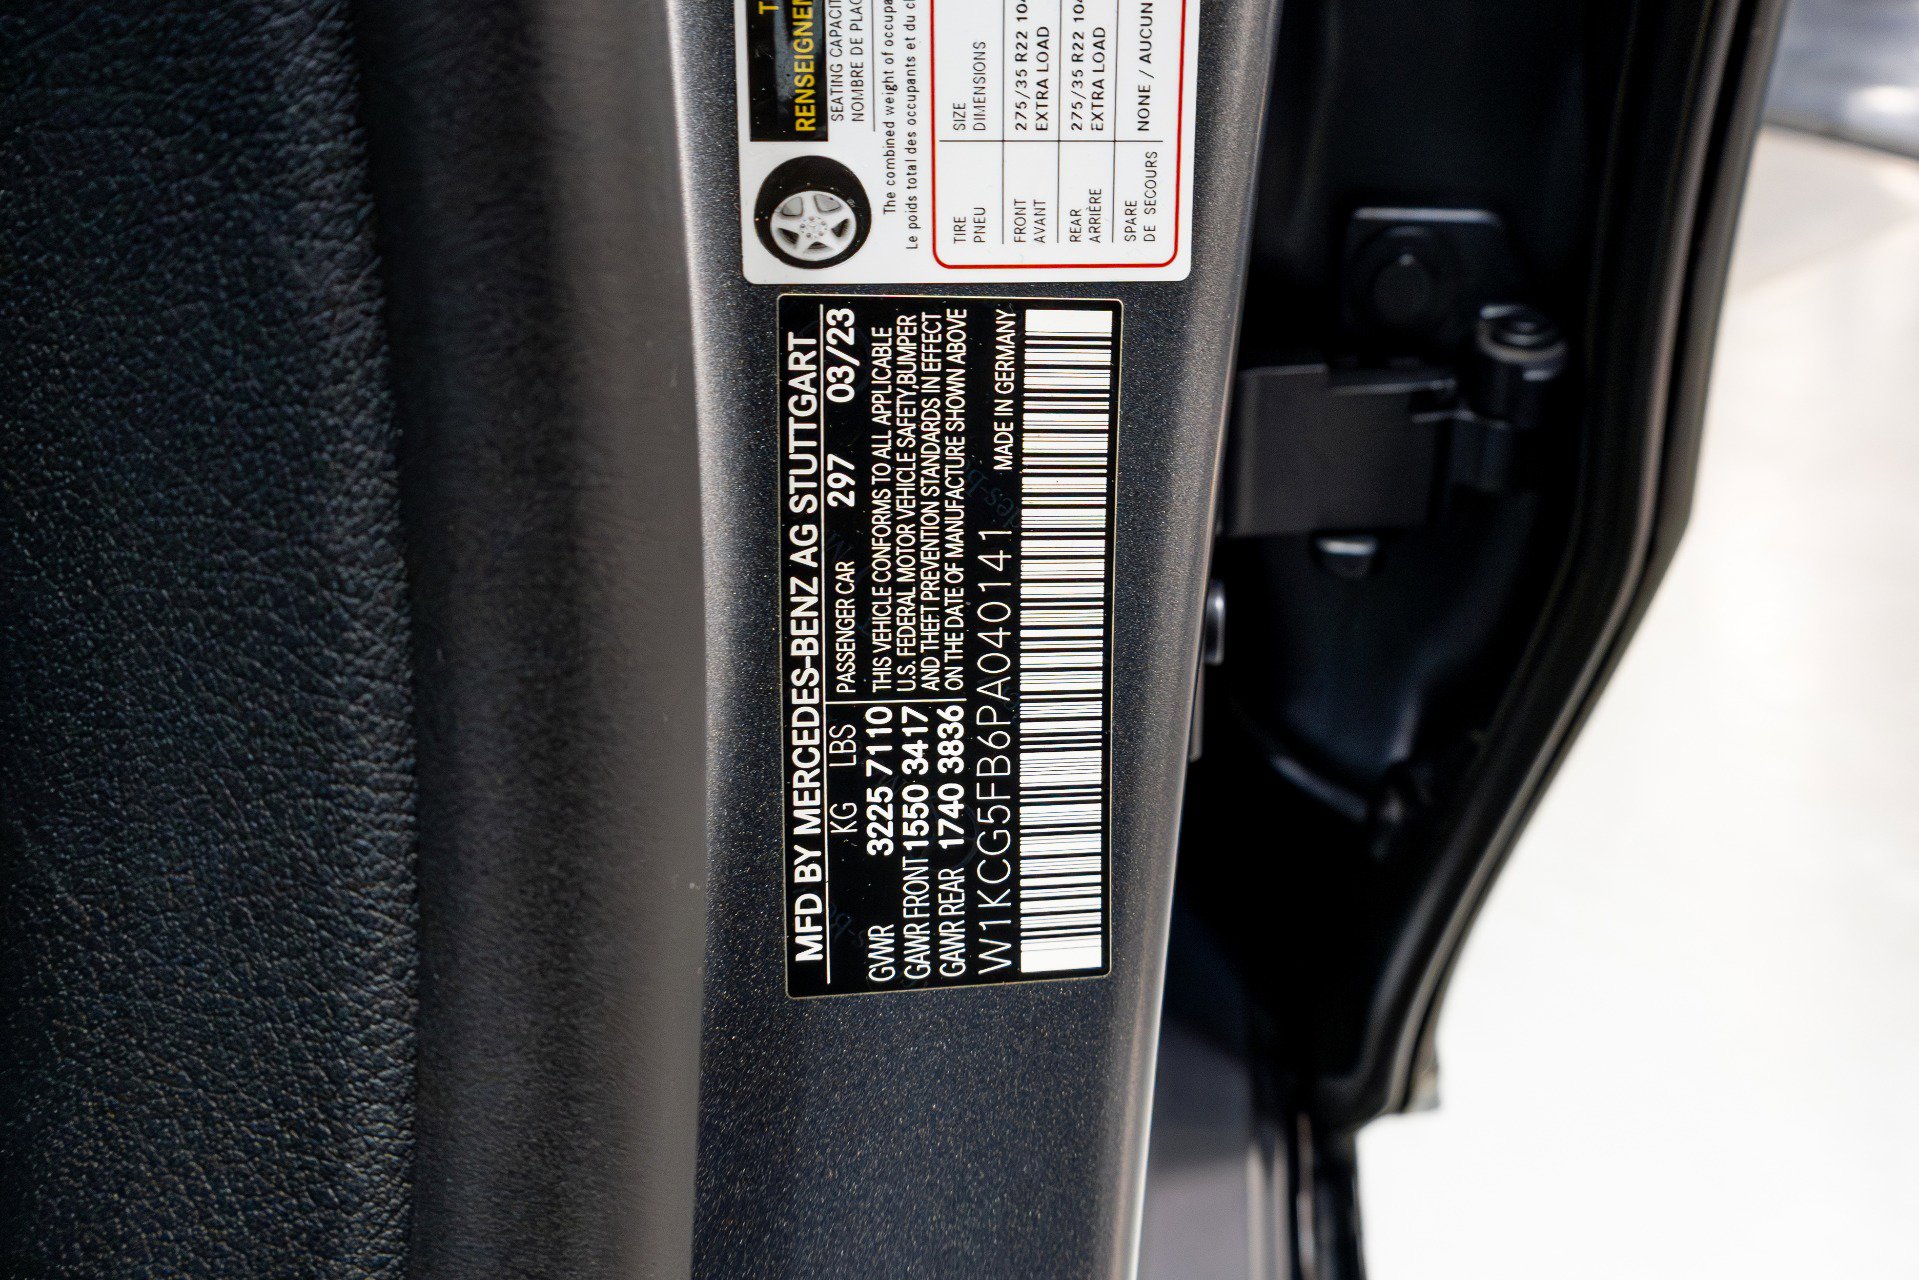 RENSEIGNEM
SEATING CAPACIT
NOMBRE DE PLAC
The combined weight of occupa
Le poids total des occupants et du c
TIRE SIZE
PNEU DIMENSIONS
FRONT 275/35 R22 10
AVANT EXTRA LOAD
REAR 275/35 R22 10
ARRIÈRE EXTRA LOAD
SPARE NONE / AUCUN
DE SECOURS
MFD BY MERCEDES-BENZ AG STUTTGART
KG LBS PASSENGER CAR 297 03/23
GVWR 3225 7110 THIS VEHICLE CONFORMS TO ALL APPLICABLE
GAWR FRONT 1550 3417 U.S. FEDERAL MOTOR VEHICLE SAFETY,BUMPER
AND THEFT PREVENTION STANDARDS IN EFFECT
GAWR REAR 1740 3836 ON THE DATE OF MANUFACTURE SHOWN ABOVE
W1KCG5FB6PA040141 MADE IN GERMANY